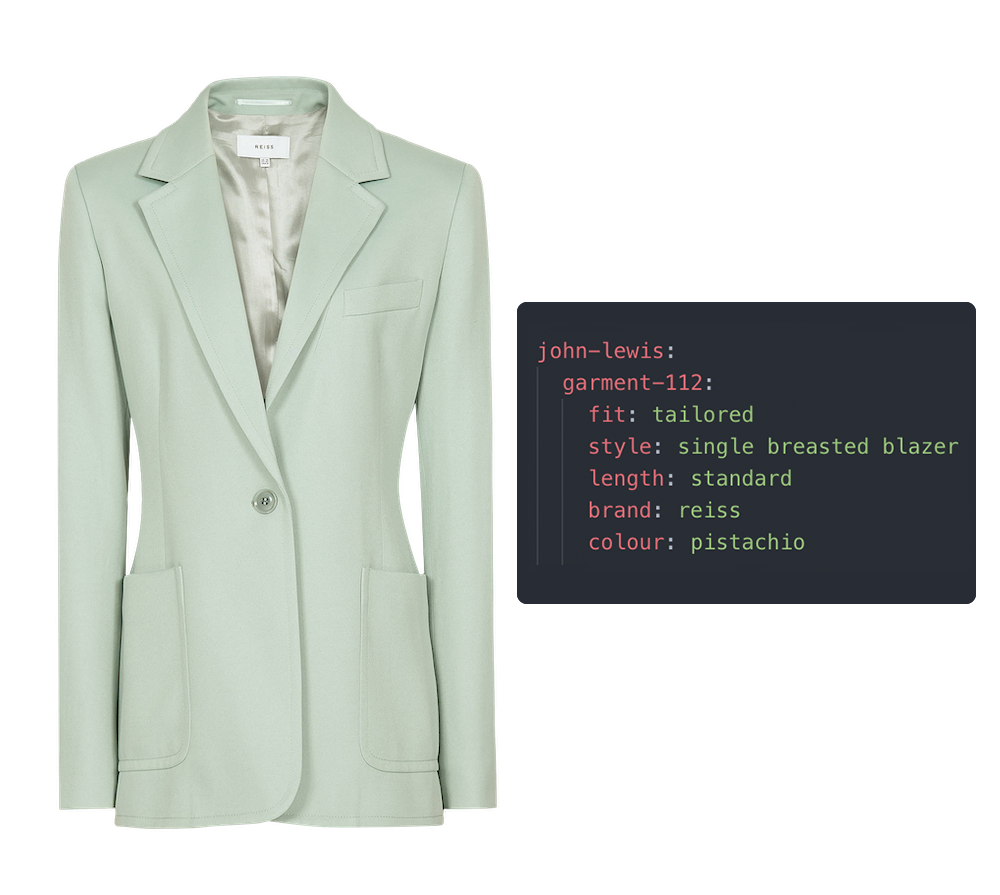 REISS
john-lewis:
garment-112:
fit: tailored
style: single breasted blazer
length: standard
brand: reiss
colour: pistachio